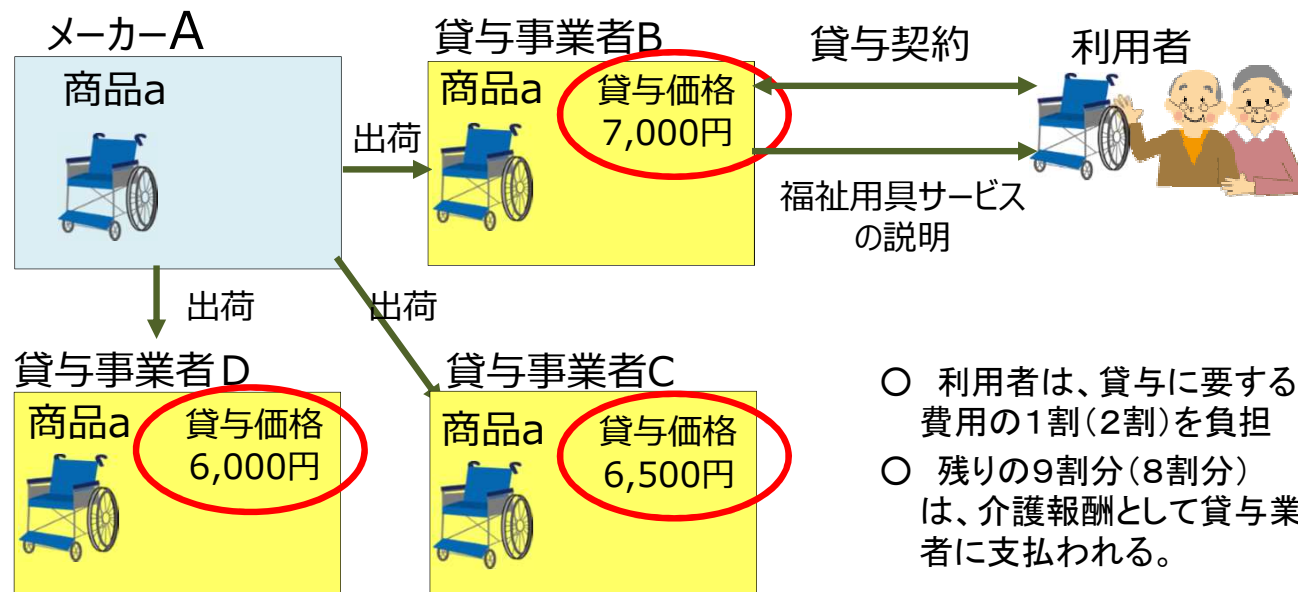 メーカーA
商品a
出荷
貸与事業者B
商品a
貸与価格
7,000円
貸与契約
利用者
福祉用具サービス
の説明
出荷
出荷
貸与事業者D
商品a
貸与価格
6,000円
貸与事業者C
商品a
貸与価格
6,500円
○ 利用者は、貸与に要する
費用の1割(2割)を負担
○ 残りの9割分(8割分)
は、介護報酬として貸与業
者に支払われる。